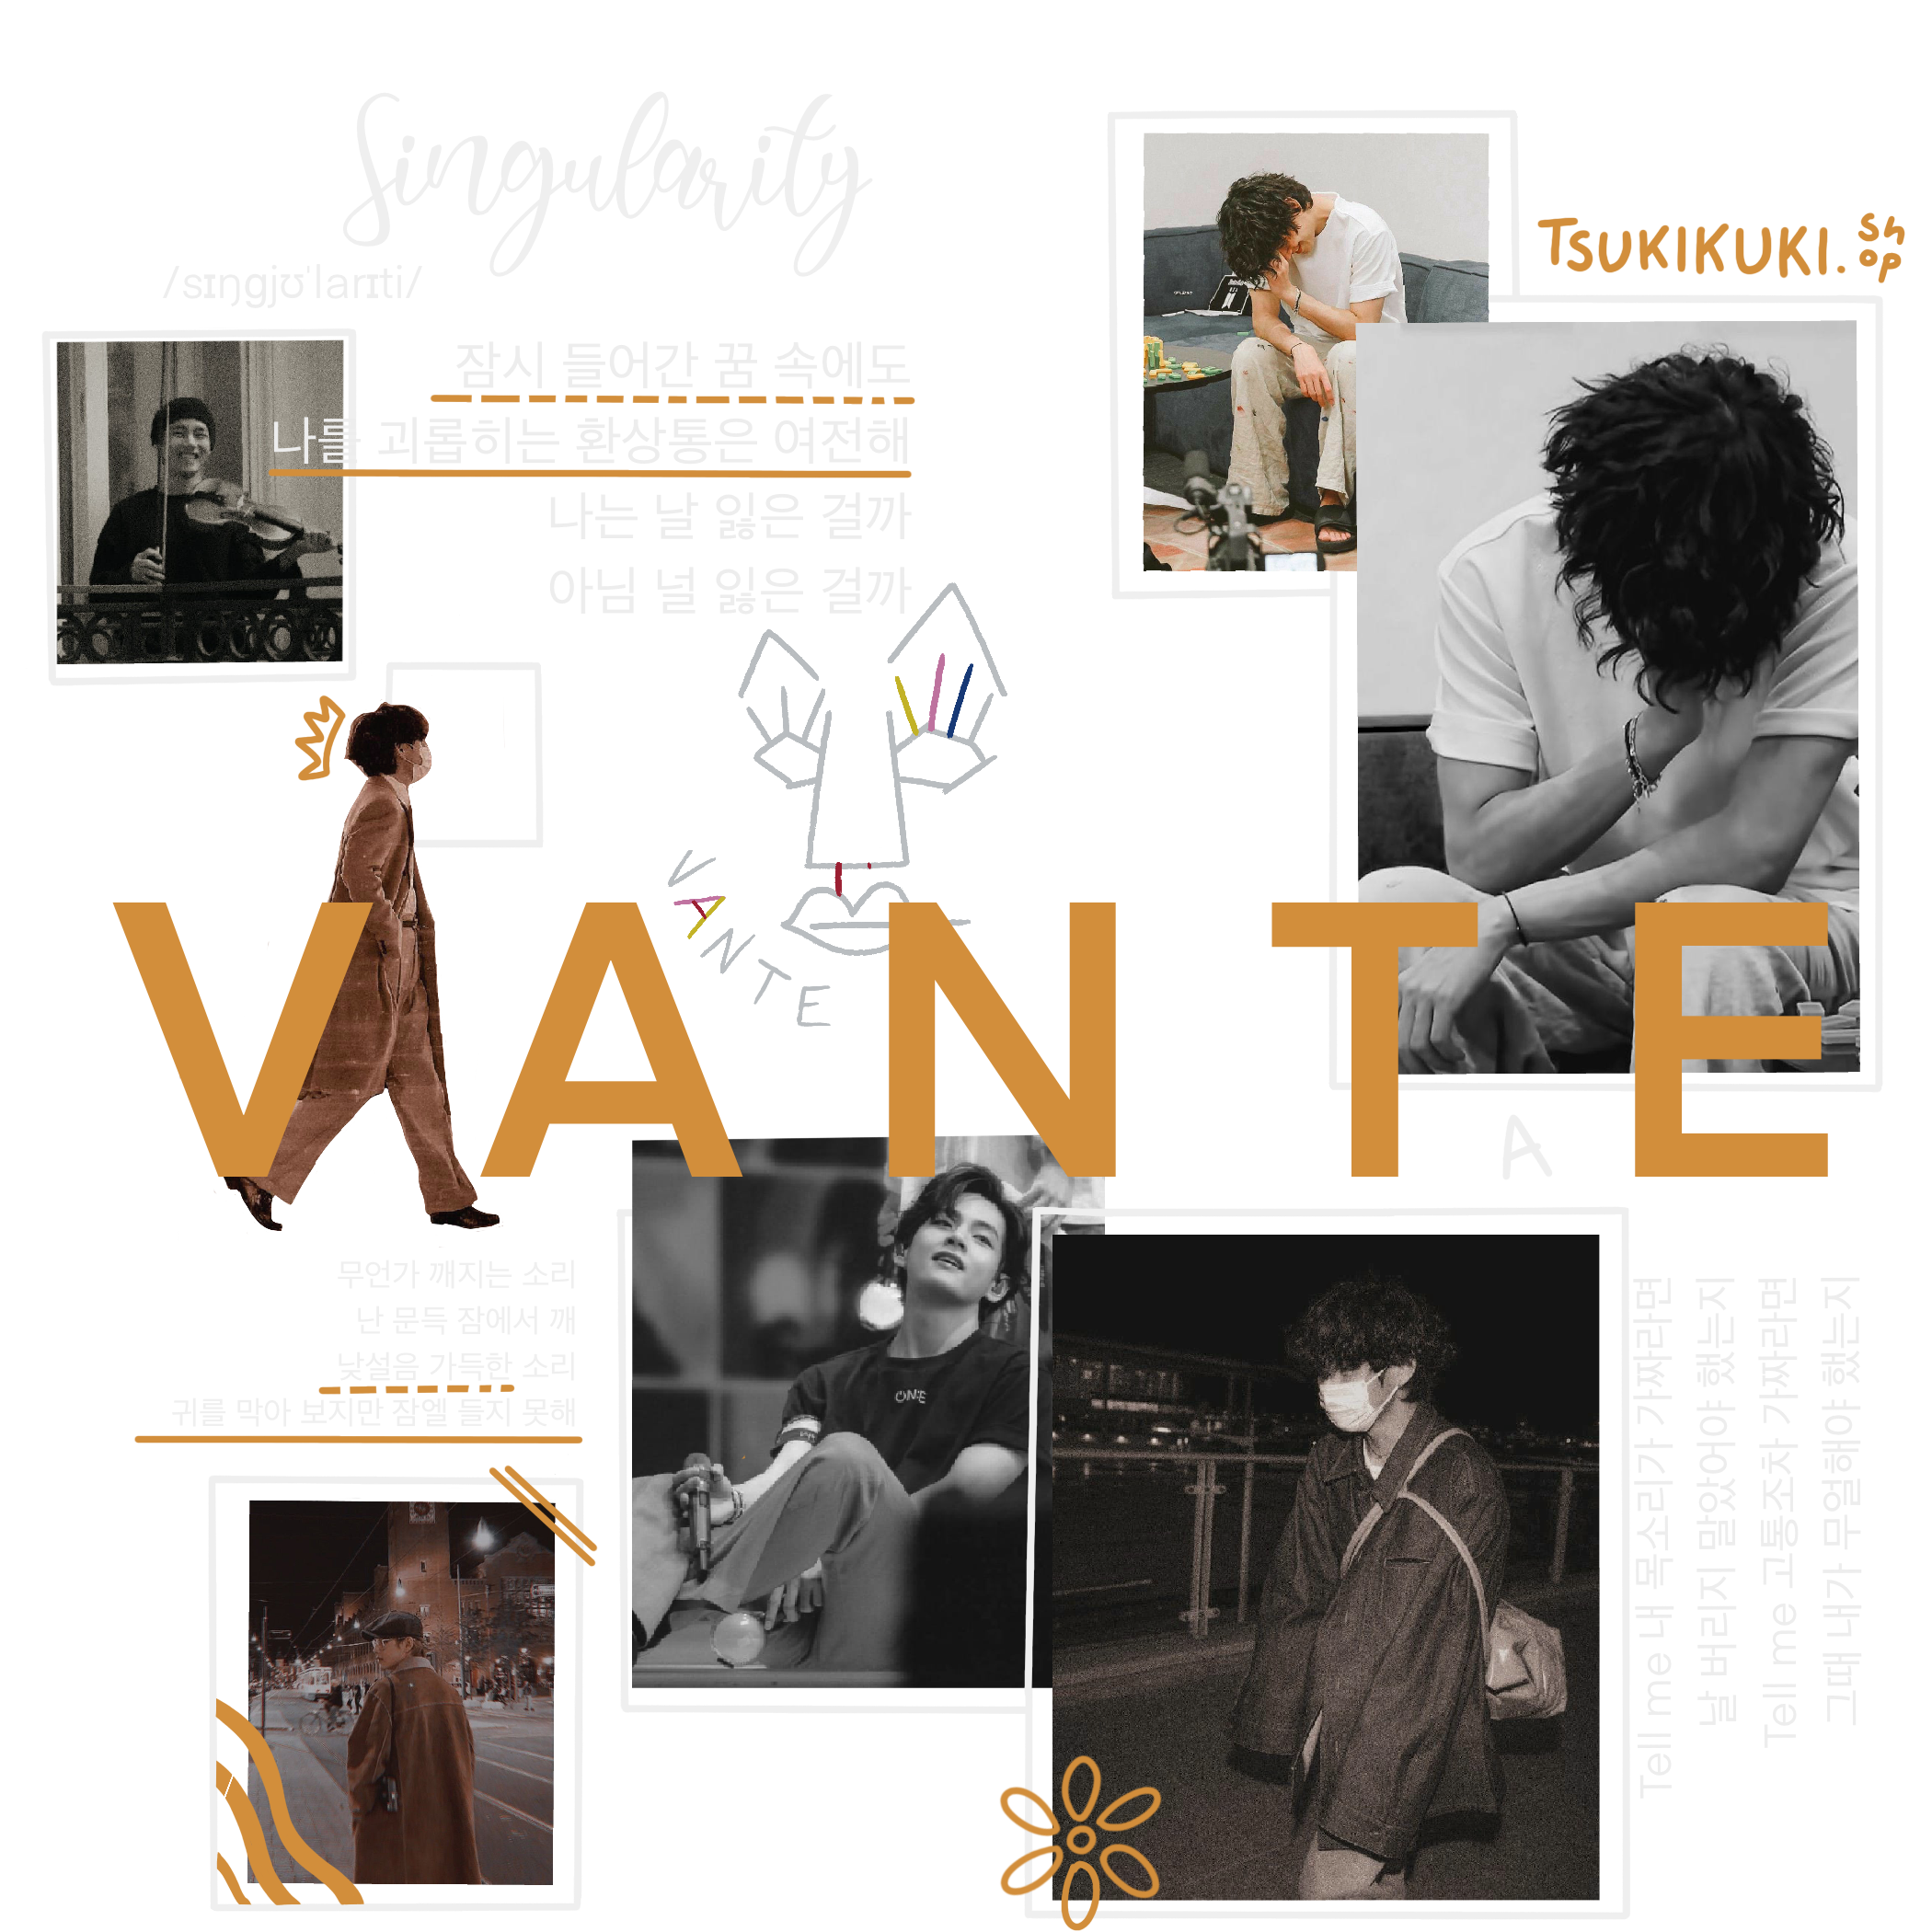 Singularity
/sɪŋgjʊˈlarɪti/
TSUKIKUKI. shop
잠시 들어간 꿈 속에도
나를 괴롭히는 환상통은 여전해
나는 날 잃은 걸까
아님 널 잃은 걸까
VANTE
VANTE
A
무언가 깨지는 소리
난 문득 잠에서 깨
낯설음 가득한 소리
귀를 막아 보지만 잠엘 들지 못해
ONE
Tell me 내 목소리가 가짜라면
날 버리지 말았어야 했는지
Tell me 고통조차 가짜라면
그때 내가 무얼해야 했는지